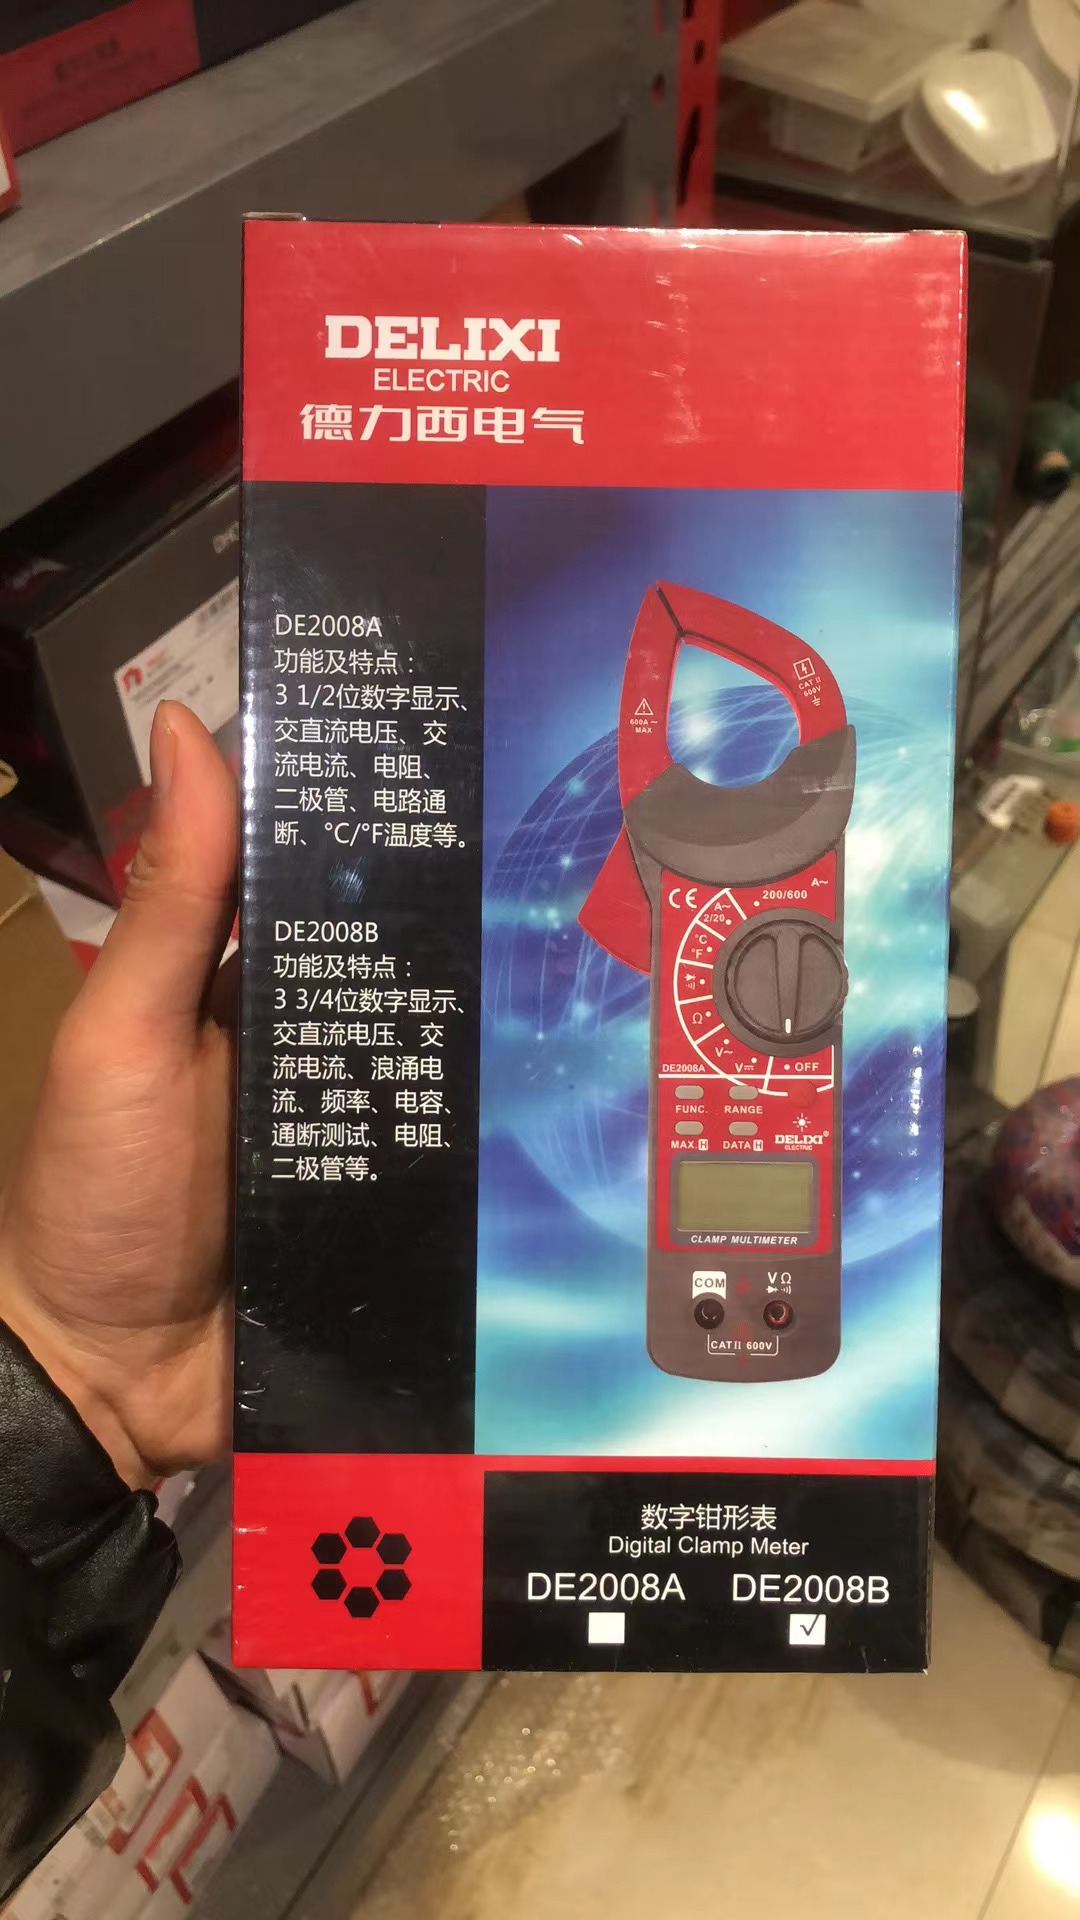 DELIXI
ELECTRIC
德力西电气
DE2008A
功能及特点：
3 1/2位数字显示、
交直流电压、交
流电流、电阻、
二极管、电路通
断、°C/°F温度等。
DE2008B
功能及特点：
3 3/4位数字显示、
交直流电压、交
流电流、浪涌电
流、频率、电容、
通断测试、电阻、
二极管等。
600A~
MAX
CAT II
600V
CE
A~
200/600
A~
2/20
°C
°F
Ω
V~
V
OFF
DE2008A
FUNC.
RANGE
MAX.H
DATA H
DELIXI®
ELECTRIC
CLAMP MULTIMETER
COM
VΩ
CAT II 600V
数字钳形表
Digital Clamp Meter
DE2008A
DE2008B